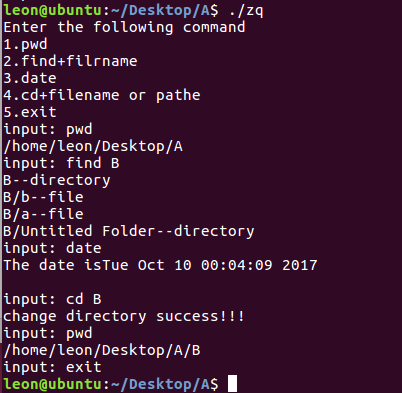 leon@ubuntu:~/Desktop/A$ ./zq
Enter the following command
1.pwd
2.find+filrname
3.date
4.cd+filename or pathe
5.exit
input: pwd
/home/leon/Desktop/A
input: find B
B--directory
B/b--file
B/a--file
B/Untitled Folder--directory
input: date
The date isTue Oct 10 00:04:09 2017
input: cd B
change directory success!!!
input: pwd
/home/leon/Desktop/A/B
input: exit
leon@ubuntu:~/Desktop/A$